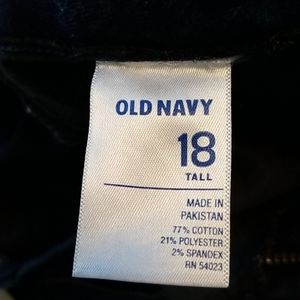 OLD NAVY
18
TALL
MADE IN
PAKISTAN
77% COTTON
21% POLYESTER
2% SPANDEX
RN 54023